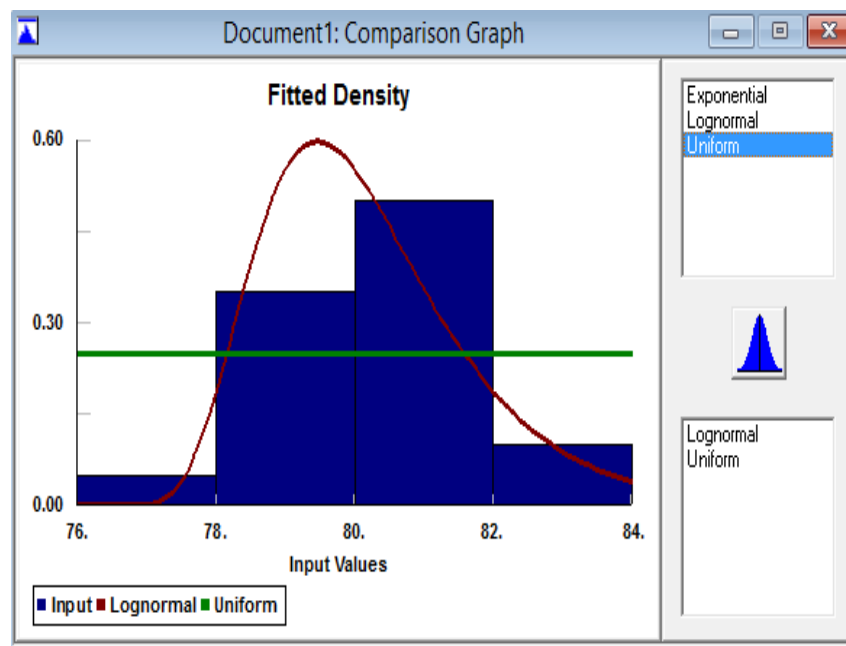 Document1: Comparison Graph
Fitted Density
0.60
0.30
0.00
76. 78. 80. 82. 84.
Input Values
Input Lognormal Uniform
Exponential
Lognormal
Uniform
Lognormal
Uniform